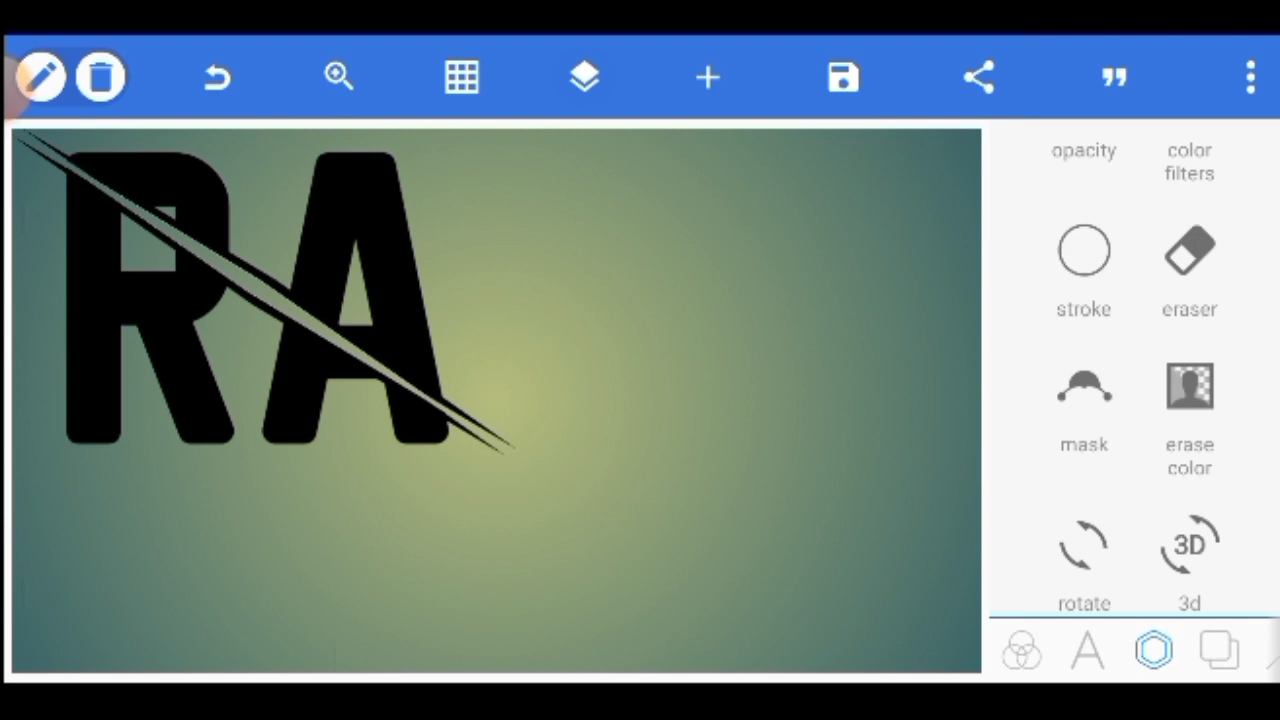 RA
opacity
color
filters
stroke
eraser
mask
erase
color
3D
rotate
3d
A